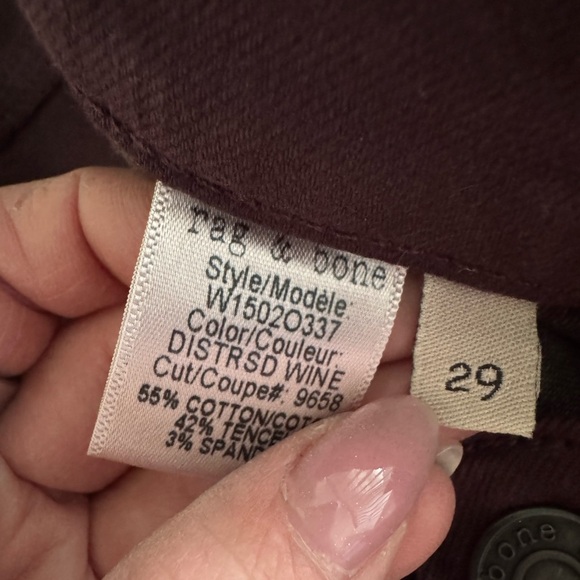 rag & bone
Style/Modèle:
W1502O337
Color/Couleur:
DISTRSD WINE
Cut/Coupe#: 9658
55% COTTON/COT
42% TENCE
3% SPAND
29
bone